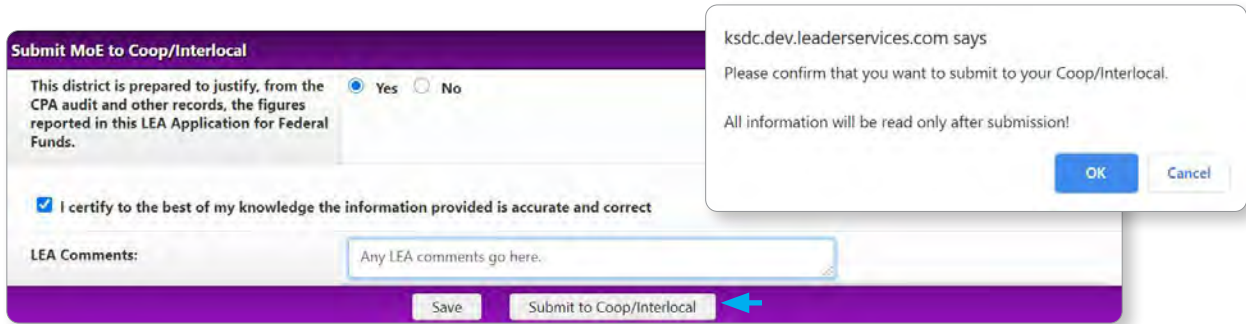 Submit MoE to Coop/Interlocal
This district is prepared to justify, from the
CPA audit and other records, the figures
reported in this LEA Application for Federal
Funds.
Yes No
I certify to the best of my knowledge the information provided is accurate and correct
LEA Comments:
Any LEA comments go here.
Save Submit to Coop/Interlocal
ksdc.dev.leaderservices.com says
Please confirm that you want to submit to your Coop/Interlocal.
All information will be read only after submission!
OK Cancel